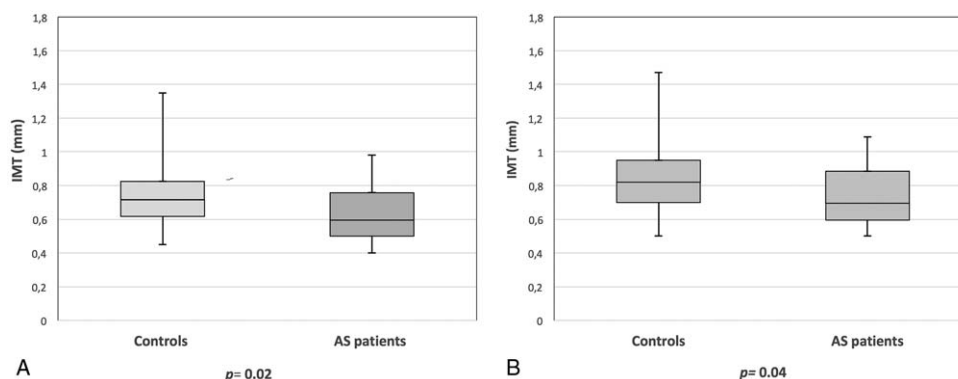 1,8
1,6
1,4
1,2
1
0,8
0,6
0,4
0,2
0
IMT (mm)
Controls
AS patients
A
p= 0.02
1,8
1,6
1,4
1,2
1
0,8
0,6
0,4
0,2
0
IMT (mm)
Controls
AS patients
B
p= 0.04